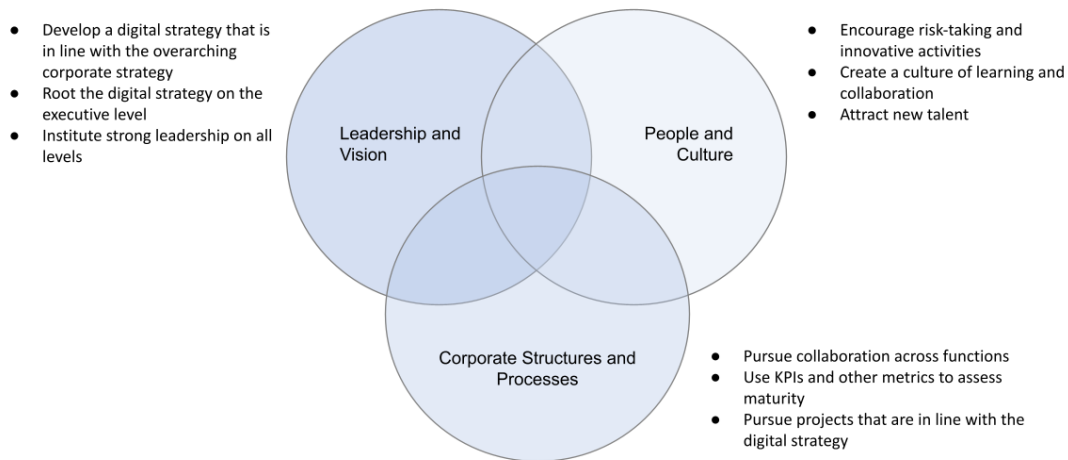 ● Develop a digital strategy that is
in line with the overarching
corporate strategy
● Root the digital strategy on the
executive level
● Institute strong leadership on all
levels
Leadership and
Vision
People and
Culture
● Encourage risk-taking and
innovative activities
● Create a culture of learning and
collaboration
● Attract new talent
Corporate Structures and
Processes
● Pursue collaboration across functions
● Use KPIs and other metrics to assess
maturity
● Pursue projects that are in line with the
digital strategy